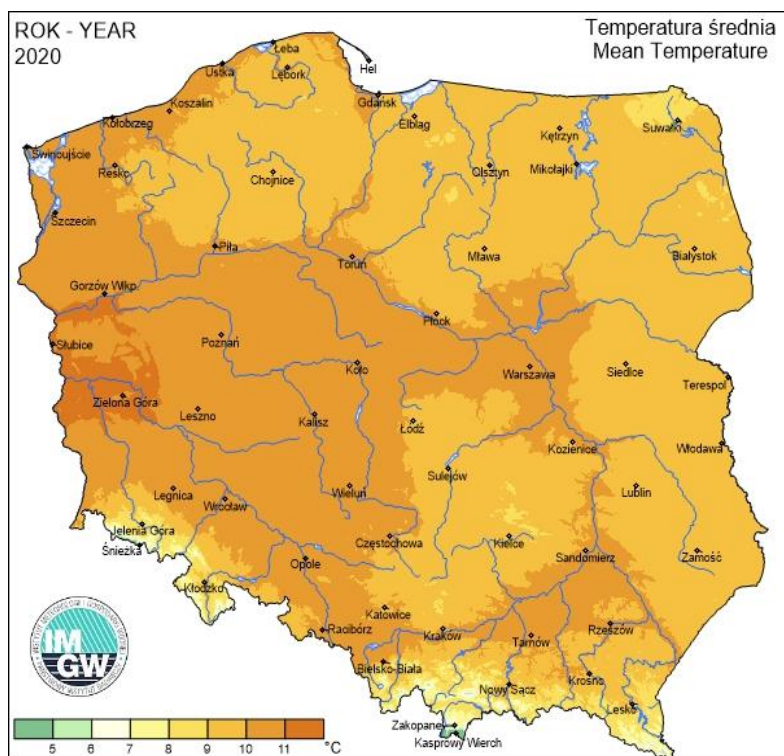 ROK - YEAR
2020
Temperatura średnia
Mean Temperature
Łeba
Hel
Ustka
Lębork
Gdańsk
Koszalin
Kołobrzeg
Elbląg
Kętrzyn
Suwałki
Świnoujście
Resko
Chojnice
Olsztyn
Mikołajki
Szczecin
Piła
Toruń
Mława
Białystok
Gorzów Wlkp
Płock
Słubice
Poznań
Koło
Warszawa
Siedlce
Terespol
Zielona Góra
Leszno
Kalisz
Łódź
Kozienice
Włodawa
Sulejów
Legnica
Wrocław
Wieluń
Lublin
Jelenia Góra
Śnieżka
Częstochowa
Kielce
Sandomierz
Zamość
Opole
Kłodzko
Katowice
Racibórz
Kraków
Tarnów
Rzeszów
Bielsko-Biała
Nowy Sącz
Krosno
Lesko
Zakopane
Kasprowy Wierch
IM
GW
5 6 7 8 9 10 11 °C